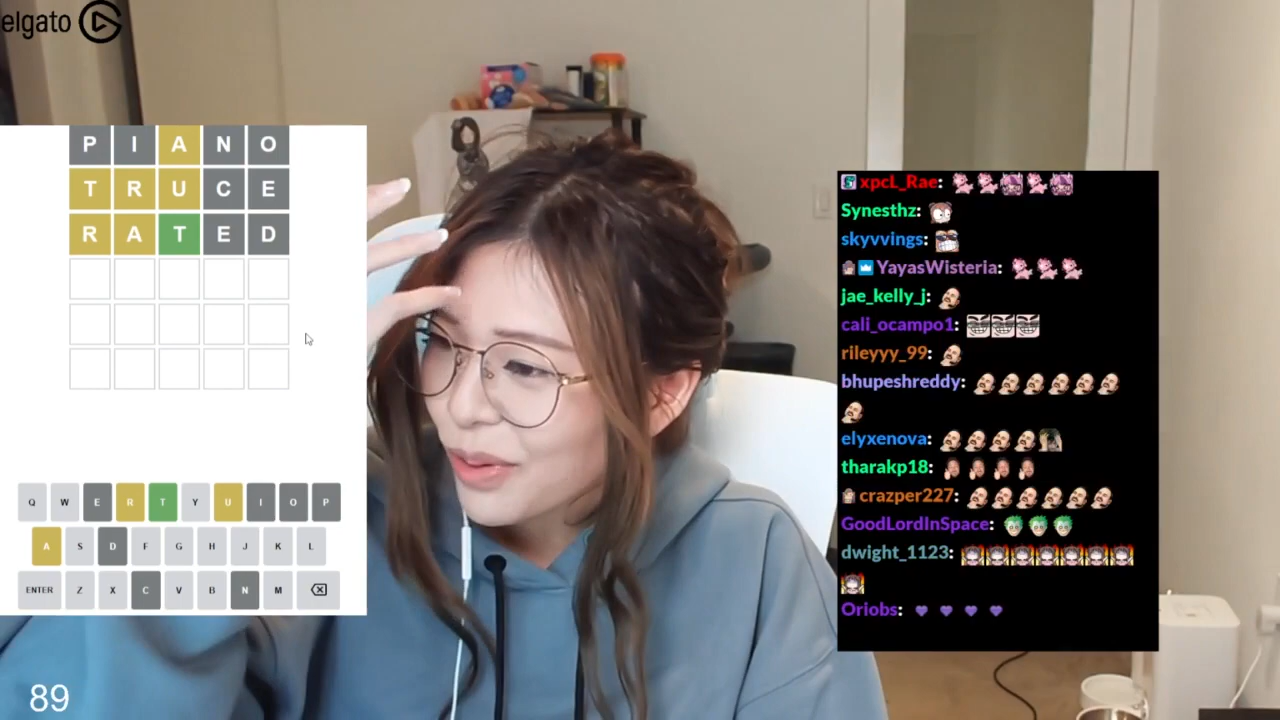 elgato
P I A N O
T R U C E
R A T E D
Q W E R T Y U I O P
A S D F G H J K L
ENTER Z X C V B N M
xpcL_Rae:
Synesthz:
skyvvings:
YayasWisteria:
jae_kelly_j:
cali_ocampo1:
rileyyy_99:
bhupeshreddy:
elyxenova:
tharakp18:
crazper227:
GoodLordInSpace:
dwight_1123:
Oriobs:
89